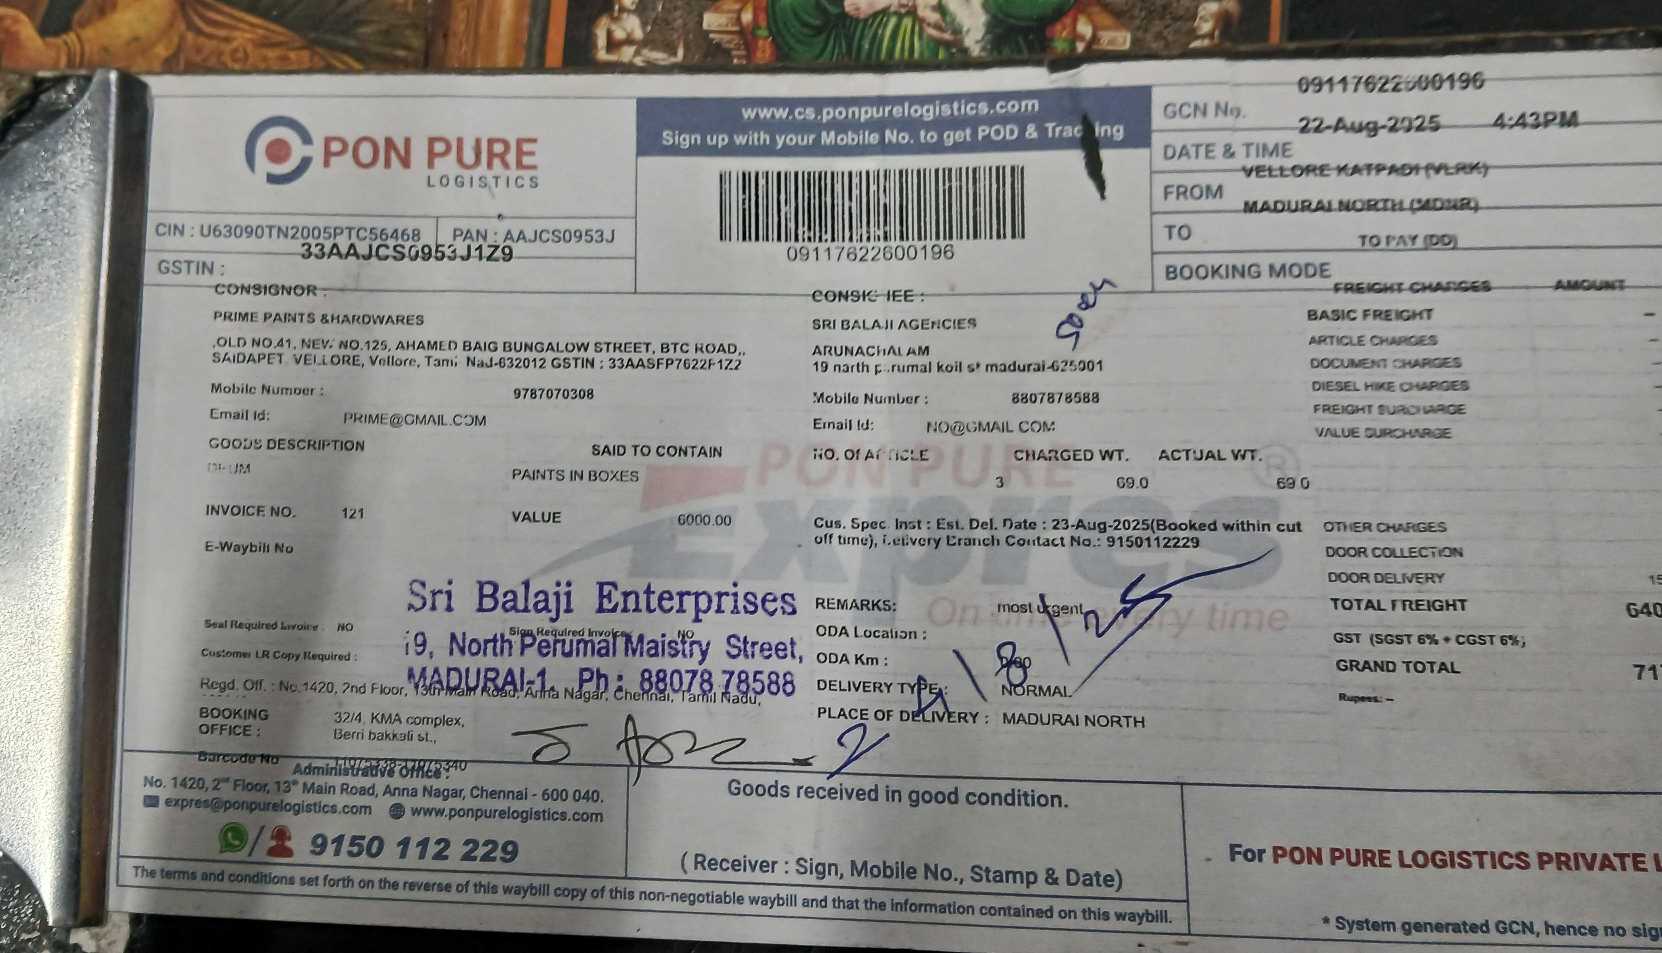 PON PURE
LOGISTICS
www.cs.ponpurelogistics.com
Sign up with your Mobile No. to get POD & Tracking
09117622600196
GCN No. 09117622600196
DATE & TIME 22-Aug-2025 4:43PM
FROM VELLORE KATPADI (VLRK)
TO MADURAI NORTH (MDNR)
BOOKING MODE TO PAY (DD)
CIN : U63090TN2005PTC56468 PAN : AAJCS0953J
GSTIN : 33AAJCS0953J1Z9
CONSIGNOR :
PRIME PAINTS &HARDWARES
,OLD NO.41, NEW NO.125, AHAMED BAIG BUNGALOW STREET, BTC ROAD,,
SAIDAPET VELLORE, Vellore, Tamil Nad-632012 GSTIN : 33AASFP7622F1Z2
Mobile Number : 9787070308
Email Id: PRIME@GMAIL.COM
CONSIGNEE :
SRI BALAJI AGENCIES
ARUNACHALAM
19 narth perumal koil st madurai-625001
Mobile Number : 8807878588
Email Id: NO@GMAIL COM
GOODS DESCRIPTION SAID TO CONTAIN
DRUM PAINTS IN BOXES
NO. Of ARTICLE CHARGED WT. ACTUAL WT.
3 69.0 69.0
INVOICE NO. 121 VALUE 6000.00
E-Waybill No
Cus. Spec. Inst : Est. Del. Date : 23-Aug-2025(Booked within cut
off time), Delivery Branch Contact No.: 9150112229
FREIGHT CHARGES AMOUNT
BASIC FREIGHT -
ARTICLE CHARGES -
DOCUMENT CHARGES -
DIESEL HIKE CHARGES
FREIGHT SURCHARGE
VALUE SURCHARGE
OTHER CHARGES
DOOR COLLECTION
DOOR DELIVERY 15
TOTAL FREIGHT 640
GST (SGST 6% + CGST 6%)
GRAND TOTAL 71
Rupees: -
PON PURE
Expres
On time every time
Sri Balaji Enterprises
19, North Perumal Maistry Street,
MADURAI-1. Ph : 88078 78588
Seal Required Invoice : NO Sign Required Invoice NO
Customer LR Copy Required :
Regd. Off. : No.1420, 2nd Floor, 13th Main Road, Anna Nagar, Chennai, Tamil Nadu,
REMARKS: most urgent
ODA Location :
ODA Km :
DELIVERY TYPE : NORMAL
PLACE OF DELIVERY : MADURAI NORTH
BOOKING OFFICE : 32/4, KMA complex,
Berri bakkali st.,
Barcode No
Administrative Office :
No. 1420, 2nd Floor, 13th Main Road, Anna Nagar, Chennai - 600 040.
expres@ponpurelogistics.com www.ponpurelogistics.com
9150 112 229
Goods received in good condition.
( Receiver : Sign, Mobile No., Stamp & Date)
For PON PURE LOGISTICS PRIVATE L
* System generated GCN, hence no sig
The terms and conditions set forth on the reverse of this waybill copy of this non-negotiable waybill and that the information contained on this waybill.